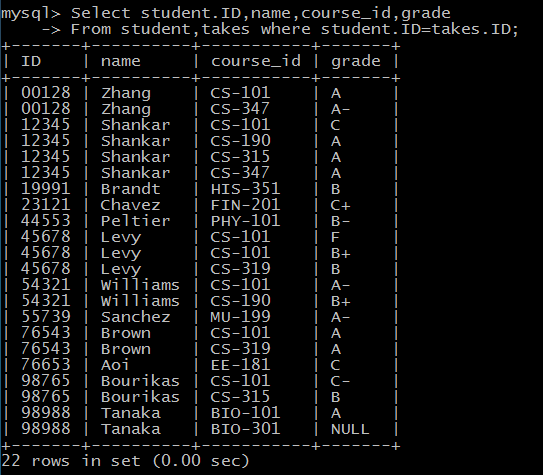 mysql> Select student.ID,name,course_id,grade
    -> From student,takes where student.ID=takes.ID;
+-------+----------+-----------+-------+
| ID    | name     | course_id | grade |
+-------+----------+-----------+-------+
| 00128 | Zhang    | CS-101    | A     |
| 00128 | Zhang    | CS-347    | A-    |
| 12345 | Shankar  | CS-101    | C     |
| 12345 | Shankar  | CS-190    | A     |
| 12345 | Shankar  | CS-315    | A     |
| 12345 | Shankar  | CS-347    | A     |
| 19991 | Brandt   | HIS-351   | B     |
| 23121 | Chavez   | FIN-201   | C+    |
| 44553 | Peltier  | PHY-101   | B-    |
| 45678 | Levy     | CS-101    | F     |
| 45678 | Levy     | CS-101    | B+    |
| 45678 | Levy     | CS-319    | B     |
| 54321 | Williams | CS-101    | A-    |
| 54321 | Williams | CS-190    | B+    |
| 55739 | Sanchez  | MU-199    | A-    |
| 76543 | Brown    | CS-101    | A     |
| 76543 | Brown    | CS-319    | A     |
| 76653 | Aoi      | EE-181    | C     |
| 98765 | Bourikas | CS-101    | C-    |
| 98765 | Bourikas | CS-315    | B     |
| 98988 | Tanaka   | BIO-101   | A     |
| 98988 | Tanaka   | BIO-301   | NULL  |
+-------+----------+-----------+-------+
22 rows in set (0.00 sec)